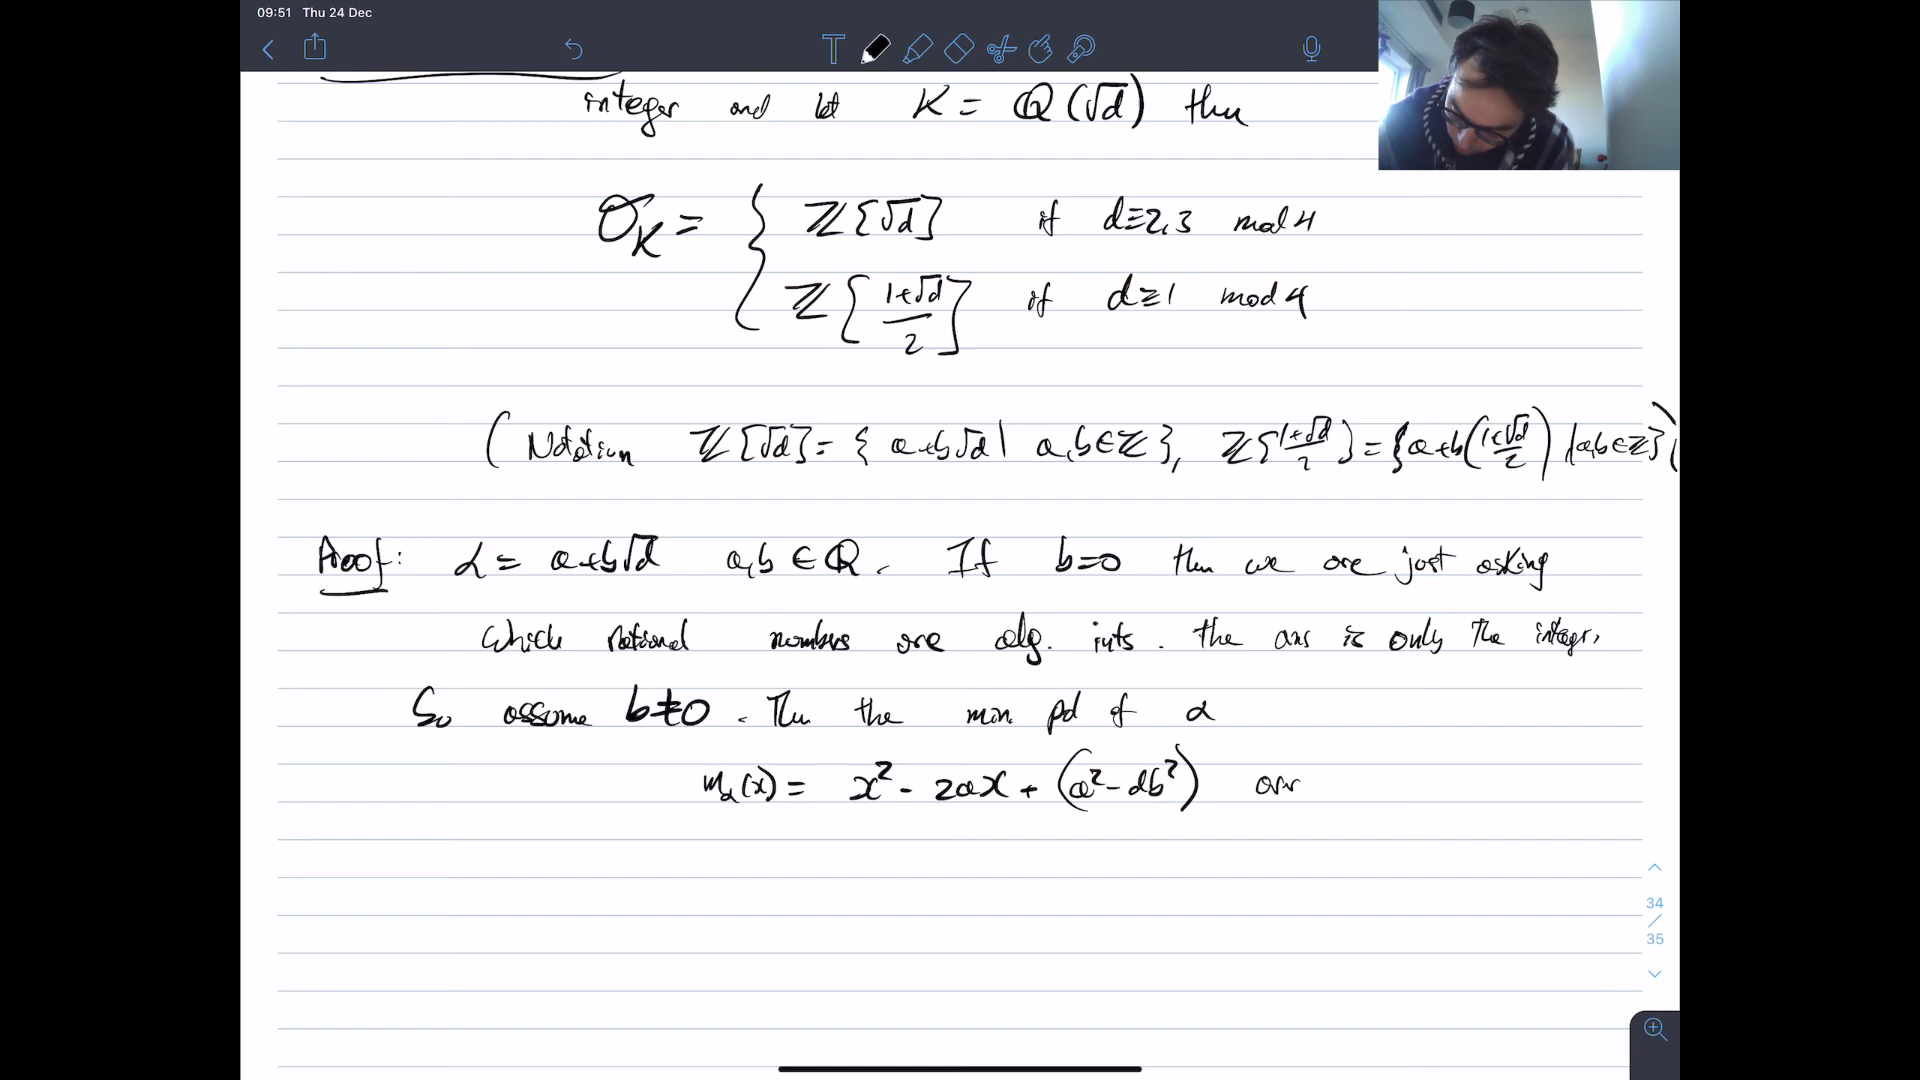 09:51 Thu 24 Dec
integer and let K = ℚ(√d) then
𝒪_K = { ℤ[√d] if d≡2,3 mod 4
ℤ[(1+√d)/2] if d≡1 mod 4
(Notation ℤ[√d] = { a+b√d | a,b∈ℤ }, ℤ[(1+√d)/2] = {a+b((1+√d)/2) | a,b∈ℤ})
Proof: α = a+b√d a,b ∈ ℚ. If b=0 then we are just asking
which rational numbers are alg. ints. the ans is only the integers
So assume b≠0. Then the min. pol of α
m_α(x) = x² - 2ax + (a²-db²)
34
/
35